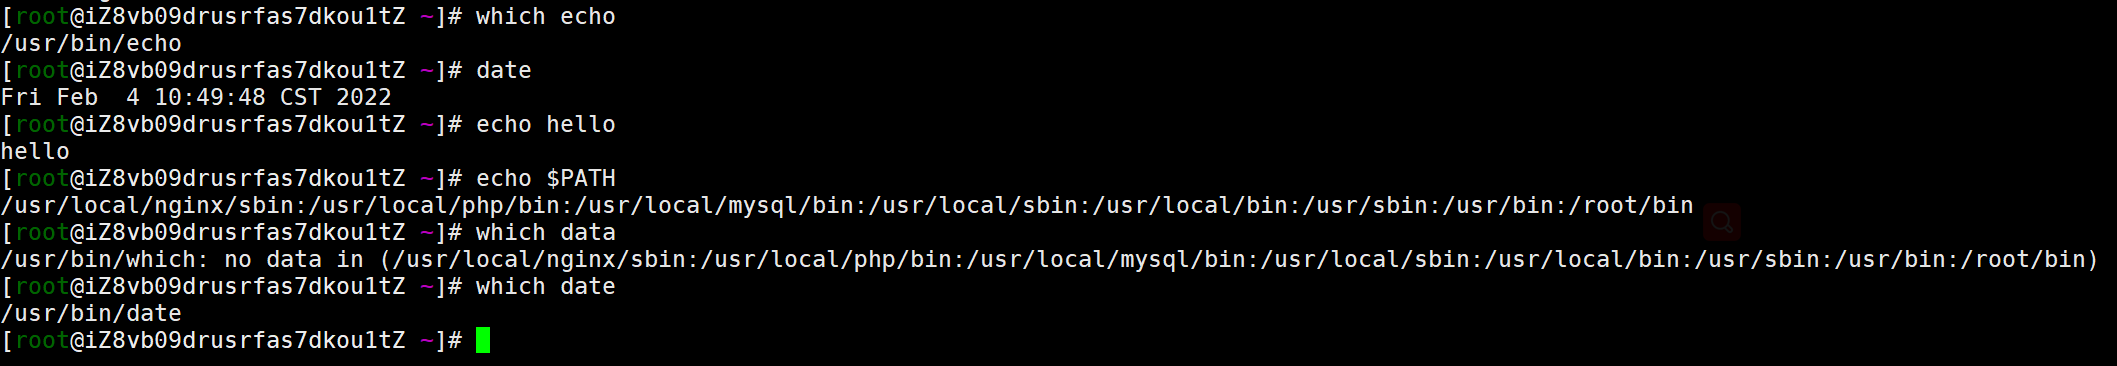 [root@iZ8vb09drusrfas7dkou1tZ ~]# which echo
/usr/bin/echo
[root@iZ8vb09drusrfas7dkou1tZ ~]# date
Fri Feb  4 10:49:48 CST 2022
[root@iZ8vb09drusrfas7dkou1tZ ~]# echo hello
hello
[root@iZ8vb09drusrfas7dkou1tZ ~]# echo $PATH
/usr/local/nginx/sbin:/usr/local/php/bin:/usr/local/mysql/bin:/usr/local/sbin:/usr/local/bin:/usr/sbin:/usr/bin:/root/bin
[root@iZ8vb09drusrfas7dkou1tZ ~]# which data
/usr/bin/which: no data in (/usr/local/nginx/sbin:/usr/local/php/bin:/usr/local/mysql/bin:/usr/local/sbin:/usr/local/bin:/usr/sbin:/usr/bin:/root/bin)
[root@iZ8vb09drusrfas7dkou1tZ ~]# which date
/usr/bin/date
[root@iZ8vb09drusrfas7dkou1tZ ~]#